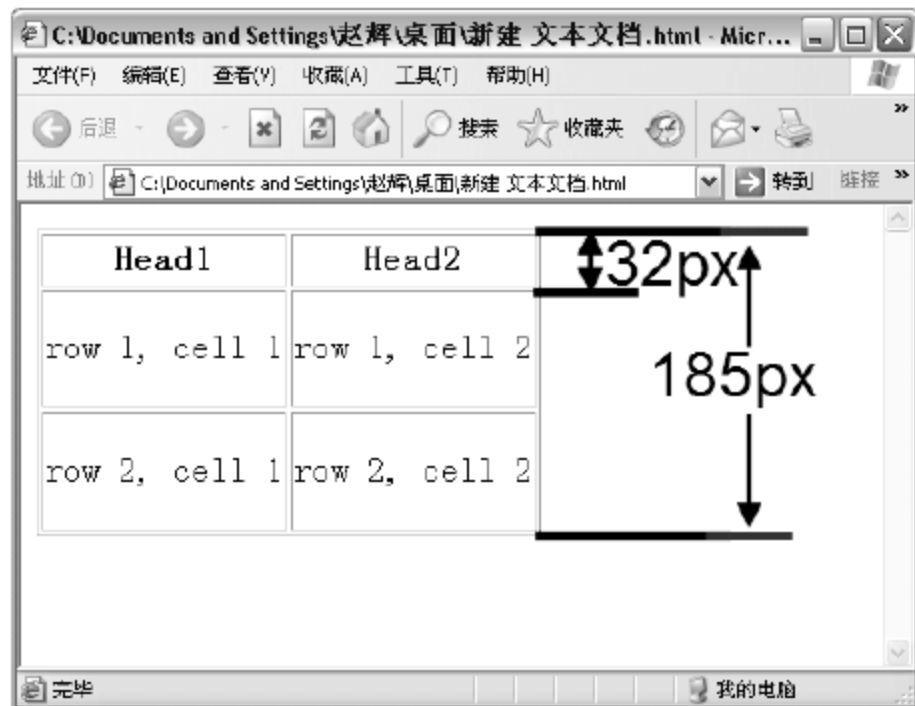 C:\Documents and Settings\赵辉\桌面\新建 文本文档.html - Micr...
文件(F) 编辑(E) 查看(V) 收藏(A) 工具(T) 帮助(H)
后退 搜索 收藏夹 »
地址(D) C:\Documents and Settings\赵辉\桌面\新建 文本文档.html 转到 链接 »
Head1 Head2 32px
row 1, cell 1 row 1, cell 2 185px
row 2, cell 1 row 2, cell 2
完毕 我的电脑